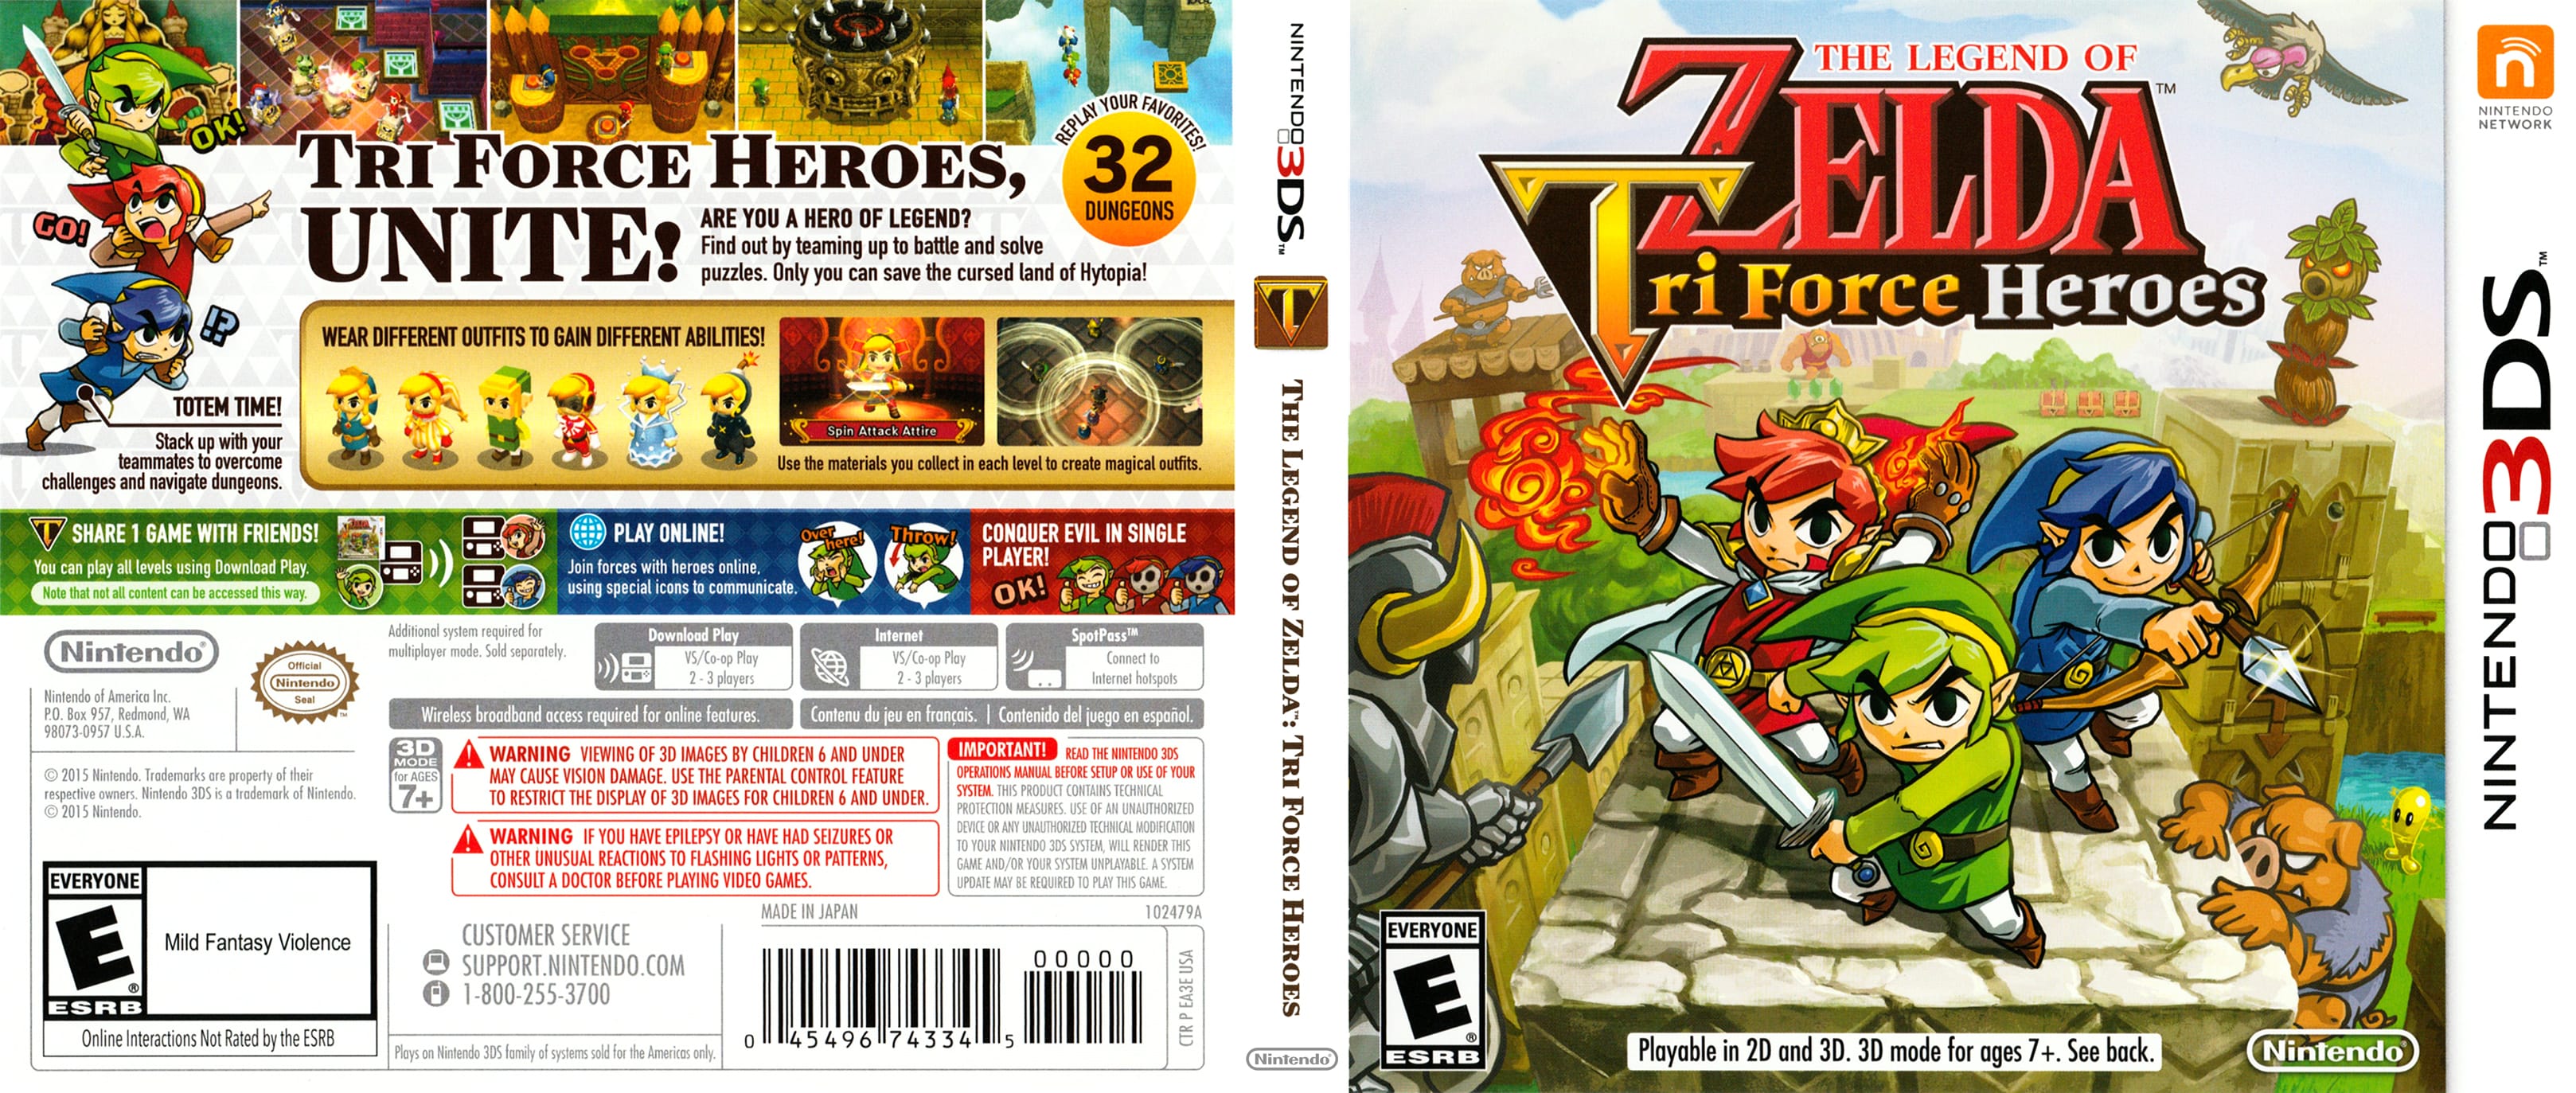 OK!
GO!
!?
TRI FORCE HEROES,
UNITE!
REPLAY YOUR FAVORITES!
32
DUNGEONS
ARE YOU A HERO OF LEGEND?
Find out by teaming up to battle and solve
puzzles. Only you can save the cursed land of Hytopia!
TOTEM TIME!
Stack up with your
teammates to overcome
challenges and navigate dungeons.
WEAR DIFFERENT OUTFITS TO GAIN DIFFERENT ABILITIES!
Spin Attack Attire
Use the materials you collect in each level to create magical outfits.
SHARE 1 GAME WITH FRIENDS!
You can play all levels using Download Play.
Note that not all content can be accessed this way.
PLAY ONLINE!
Join forces with heroes online,
using special icons to communicate.
Over here!
Throw!
CONQUER EVIL IN SINGLE
PLAYER!
OK!
Nintendo®
Official
Nintendo
Seal
™
Nintendo of America Inc.
P.O. Box 957, Redmond, WA
98073-0957 U.S.A.
© 2015 Nintendo. Trademarks are property of their
respective owners. Nintendo 3DS is a trademark of Nintendo.
© 2015 Nintendo.
Additional system required for
multiplayer mode. Sold separately.
Download Play
VS/Co-op Play
2 - 3 players
Internet
VS/Co-op Play
2 - 3 players
SpotPass™
Connect to
Internet hotspots
Wireless broadband access required for online features.
Contenu du jeu en français. | Contenido del juego en español.
3D
MODE
for AGES
7+
WARNING VIEWING OF 3D IMAGES BY CHILDREN 6 AND UNDER
MAY CAUSE VISION DAMAGE. USE THE PARENTAL CONTROL FEATURE
TO RESTRICT THE DISPLAY OF 3D IMAGES FOR CHILDREN 6 AND UNDER.
WARNING IF YOU HAVE EPILEPSY OR HAVE HAD SEIZURES OR
OTHER UNUSUAL REACTIONS TO FLASHING LIGHTS OR PATTERNS,
CONSULT A DOCTOR BEFORE PLAYING VIDEO GAMES.
IMPORTANT! READ THE NINTENDO 3DS
OPERATIONS MANUAL BEFORE SETUP OR USE OF YOUR
SYSTEM. THIS PRODUCT CONTAINS TECHNICAL
PROTECTION MEASURES. USE OF AN UNAUTHORIZED
DEVICE OR ANY UNAUTHORIZED TECHNICAL MODIFICATION
TO YOUR NINTENDO 3DS SYSTEM, WILL RENDER THIS
GAME AND/OR YOUR SYSTEM UNPLAYABLE. A SYSTEM
UPDATE MAY BE REQUIRED TO PLAY THIS GAME.
EVERYONE
E
®
ESRB
Mild Fantasy Violence
Online Interactions Not Rated by the ESRB
CUSTOMER SERVICE
SUPPORT.NINTENDO.COM
1-800-255-3700
Plays on Nintendo 3DS family of systems sold for the Americas only.
MADE IN JAPAN
102479A
00000
0 45496 74334 5
CTR P EA3E USA
NINTENDO3DS™
T
THE LEGEND OF ZELDA™: TRI FORCE HEROES
Nintendo®
THE LEGEND OF
ZELDA™
Tri Force Heroes
EVERYONE
E
®
ESRB
Playable in 2D and 3D. 3D mode for ages 7+. See back.
Nintendo®
NINTENDO
NETWORK
NINTENDO3DS™